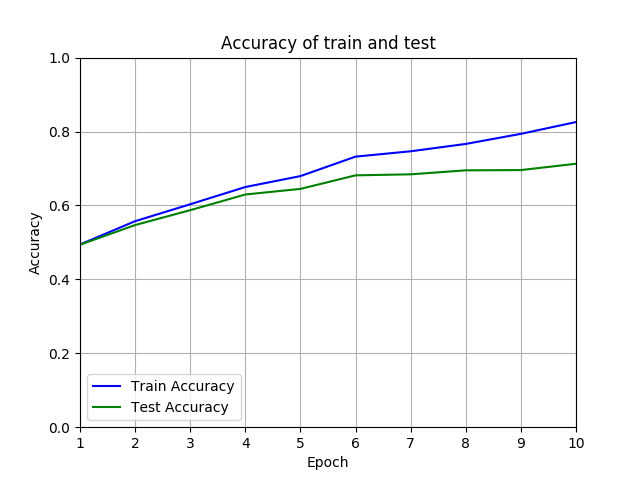 Accuracy of train and test
1.0
0.8
0.6
0.4
0.2
0.0
Accuracy
Train Accuracy
Test Accuracy
1 2 3 4 5 6 7 8 9 10
Epoch